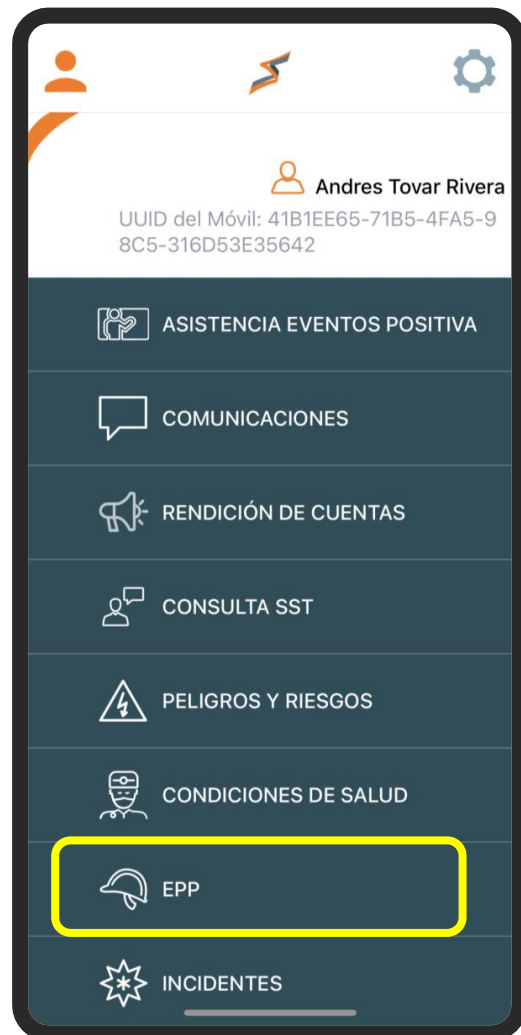 Andres Tovar Rivera
UUID del Móvil: 41B1EE65-71B5-4FA5-9
8C5-316D53E35642
ASISTENCIA EVENTOS POSITIVA
COMUNICACIONES
RENDICIÓN DE CUENTAS
CONSULTA SST
PELIGROS Y RIESGOS
CONDICIONES DE SALUD
EPP
INCIDENTES